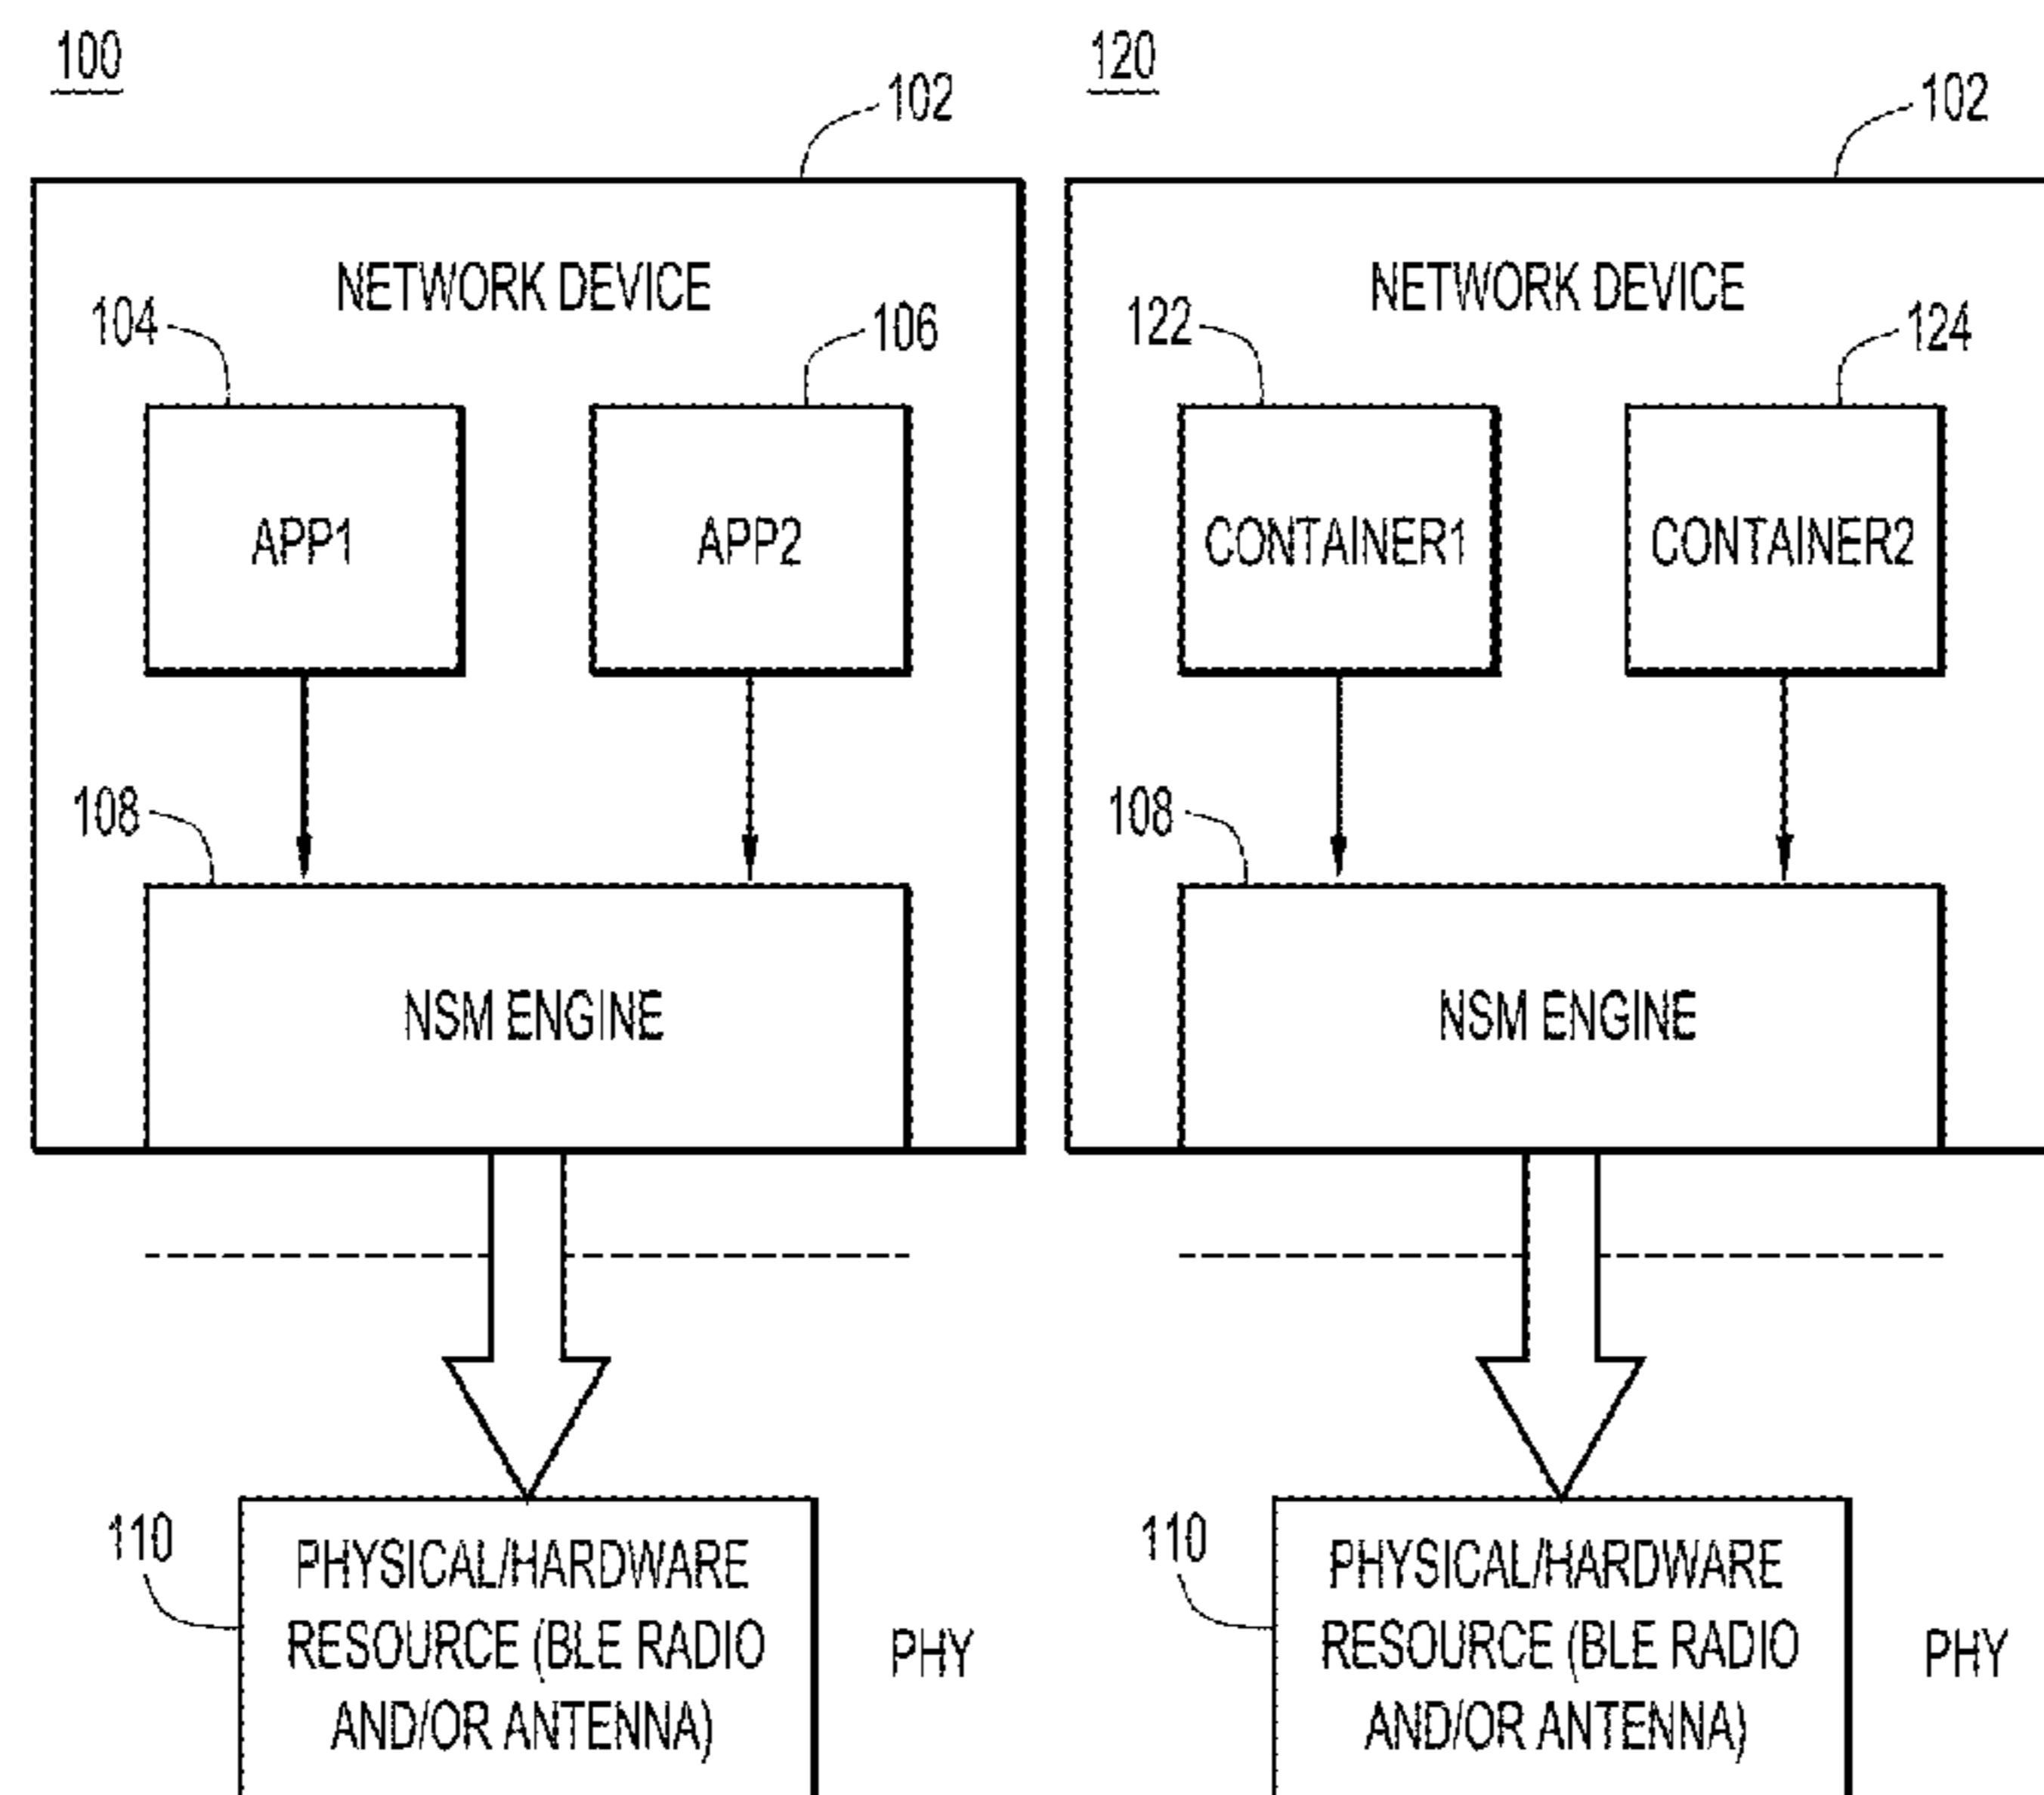 100
102
NETWORK DEVICE
104
106
APP1
APP2
108
NSM ENGINE
110
PHYSICAL/HARDWARE
RESOURCE (BLE RADIO
AND/OR ANTENNA)
PHY
120
102
NETWORK DEVICE
122
124
CONTAINER1
CONTAINER2
108
NSM ENGINE
110
PHYSICAL/HARDWARE
RESOURCE (BLE RADIO
AND/OR ANTENNA)
PHY